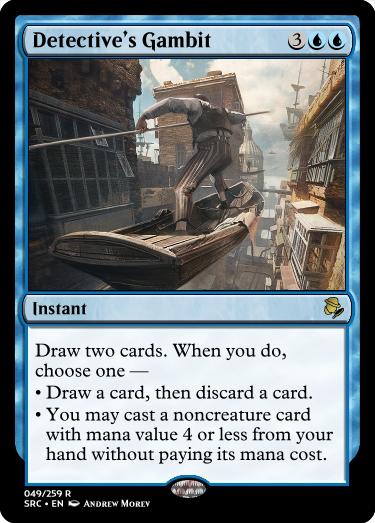 Detective's Gambit 3
Instant
Draw two cards. When you do,
choose one —
• Draw a card, then discard a card.
• You may cast a noncreature card
with mana value 4 or less from your
hand without paying its mana cost.
049/259 R
SRC • EN Andrew Morev